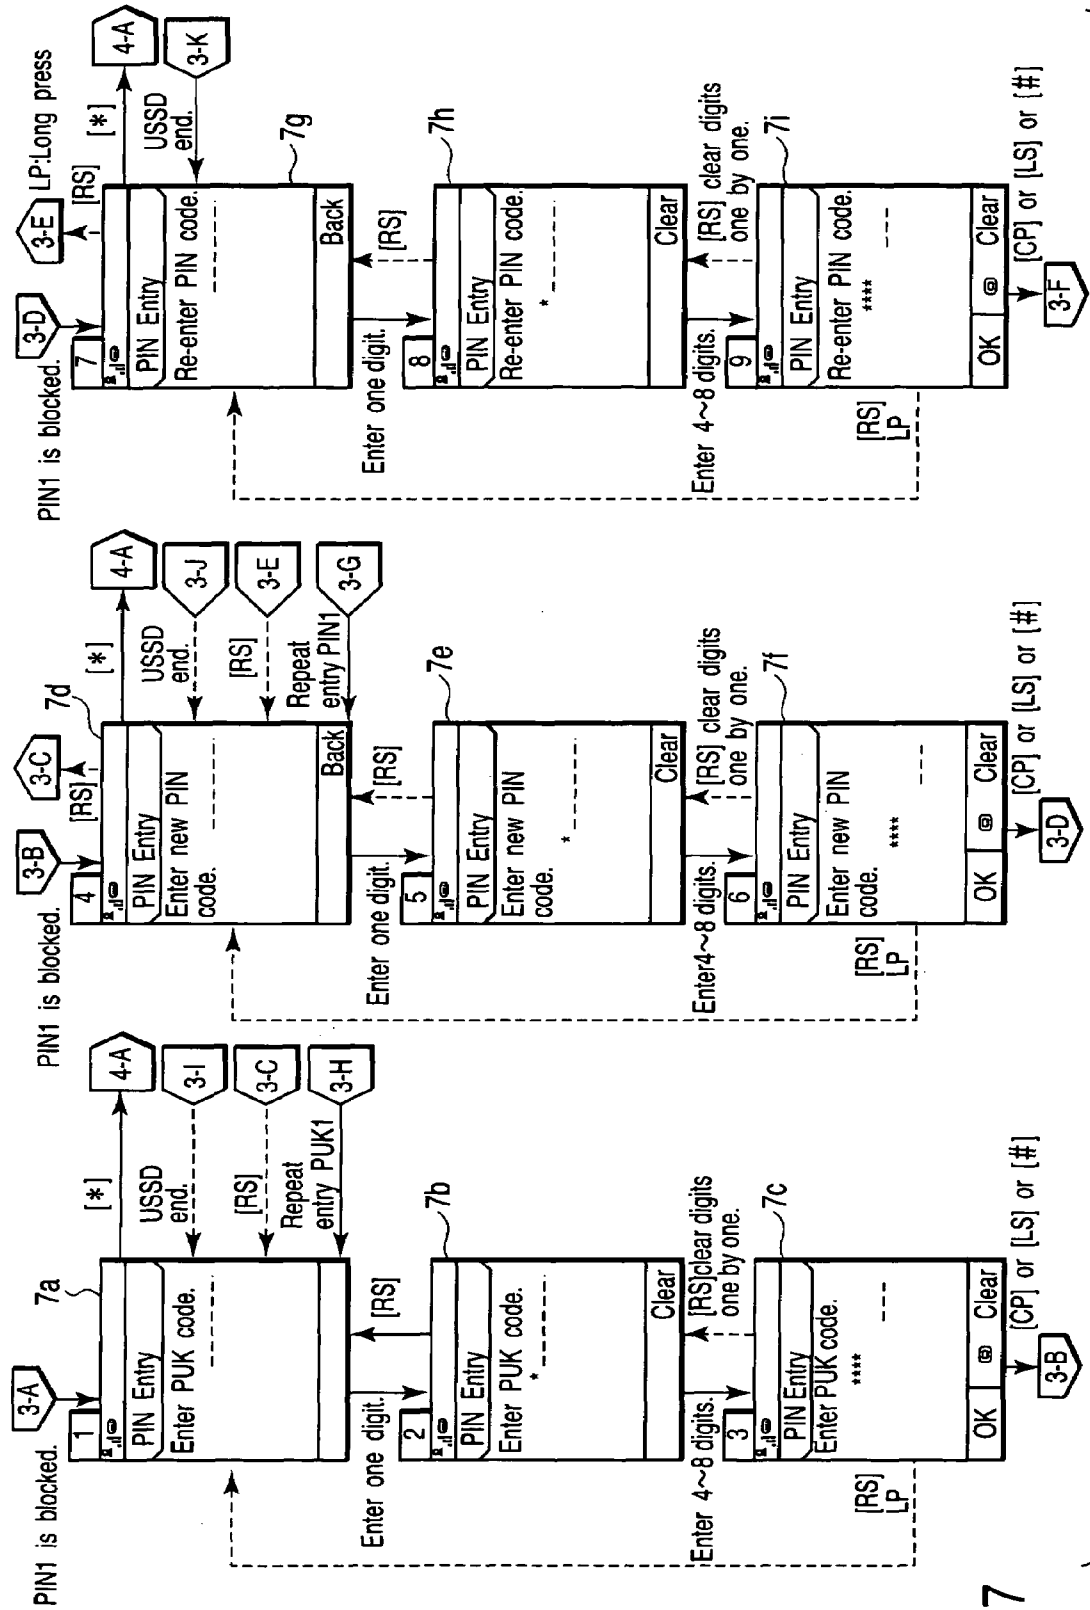 PIN1 is blocked.
3-A
1
7a
PIN Entry
Enter PUK code.
[*]
4-A
USSD
end.
3-I
[RS]
3-C
Repeat
entry PUK1
3-H
Enter one digit.
[RS]
2
7b
PIN Entry
Enter PUK code.
*
Clear
Enter 4~8 digits.
[RS]clear digits
one by one.
3
7c
PIN Entry
Enter PUK code.
****
OK
Clear
[RS]
LP
[CP] or [LS] or [#]
3-B
PIN1 is blocked.
3-B
[RS]
3-C
4
7d
PIN Entry
Enter new PIN
code.
Back
[*]
4-A
USSD
end.
3-J
[RS]
3-E
Repeat
entry PIN1
3-G
Enter one digit.
[RS]
5
7e
PIN Entry
Enter new PIN
code.
*
Clear
Enter4~8 digits.
[RS] clear digits
one by one.
6
7f
PIN Entry
Enter new PIN
code.
****
OK
Clear
[RS]
LP
[CP] or [LS] or [#]
3-D
PIN1 is blocked.
3-D
3-E
[RS]
LP:Long press
7
PIN Entry
Re-enter PIN code.
Back
[*]
4-A
USSD
end.
3-K
7g
Enter one digit.
[RS]
8
7h
PIN Entry
Re-enter PIN code.
*
Clear
Enter 4~8 digits.
[RS] clear digits
one by one.
9
7i
PIN Entry
Re-enter PIN code.
****
OK
Clear
[RS]
LP
[CP] or [LS] or [#]
3-F
7